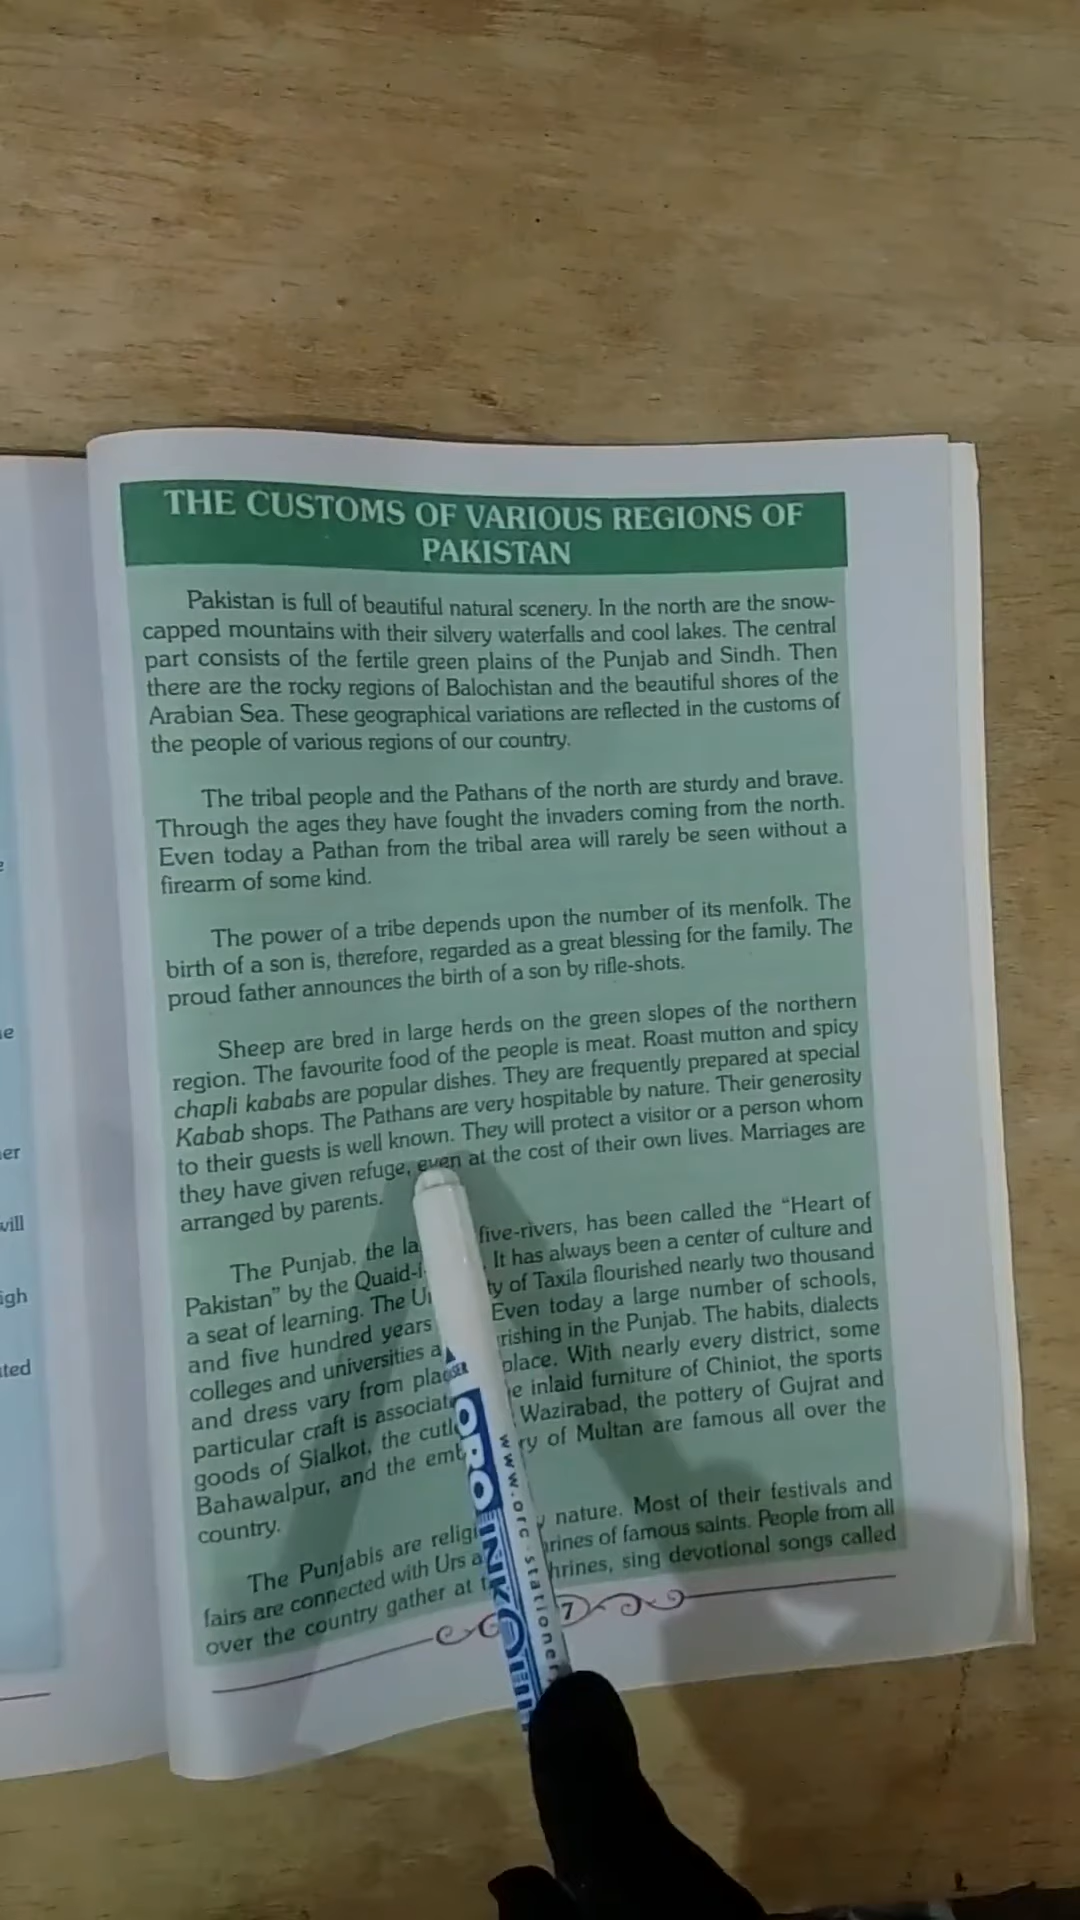 THE CUSTOMS OF VARIOUS REGIONS OF
PAKISTAN
Pakistan is full of beautiful natural scenery. In the north are the snow-
capped mountains with their silvery waterfalls and cool lakes. The central
part consists of the fertile green plains of the Punjab and Sindh. Then
there are the rocky regions of Balochistan and the beautiful shores of the
Arabian Sea. These geographical variations are reflected in the customs of
the people of various regions of our country.
The tribal people and the Pathans of the north are sturdy and brave.
Through the ages they have fought the invaders coming from the north.
Even today a Pathan from the tribal area will rarely be seen without a
firearm of some kind.
The power of a tribe depends upon the number of its menfolk. The
birth of a son is, therefore, regarded as a great blessing for the family. The
proud father announces the birth of a son by rifle-shots.
Sheep are bred in large herds on the green slopes of the northern
region. The favourite food of the people is meat. Roast mutton and spicy
chapli kababs are popular dishes. They are frequently prepared at special
Kabab shops. The Pathans are very hospitable by nature. Their generosity
to their guests is well known. They will protect a visitor or a person whom
they have given refuge, even at the cost of their own lives. Marriages are
arranged by parents.
The Punjab, the la five-rivers, has been called the "Heart of
Pakistan" by the Quaid-i- It has always been a center of culture and
a seat of learning. The Un ty of Taxila flourished nearly two thousand
and five hundred years Even today a large number of schools,
colleges and universities a rishing in the Punjab. The habits, dialects
and dress vary from plac place. With nearly every district, some
particular craft is associat e inlaid furniture of Chiniot, the sports
goods of Sialkot, the cutle Wazirabad, the pottery of Gujrat and
Bahawalpur, and the emb ry of Multan are famous all over the
country.
The Punjabis are religi y nature. Most of their festivals and
fairs are connected with Urs a rines of famous saints. People from all
over the country gather at t hrines, sing devotional songs called
7
ORO INK
www.oro-stationer
er
will
igh
ted